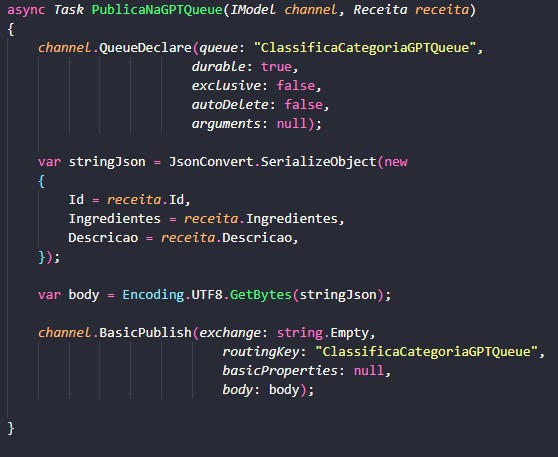 async Task PublicaNaGPTQueue(IModel channel, Receita receita)
{
    channel.QueueDeclare(queue: "ClassificaCategoriaGPTQueue",
                        durable: true,
                        exclusive: false,
                        autoDelete: false,
                        arguments: null);
    var stringJson = JsonConvert.SerializeObject(new
    {
        Id = receita.Id,
        Ingredientes = receita.Ingredientes,
        Descricao = receita.Descricao,
    });
    var body = Encoding.UTF8.GetBytes(stringJson);
    channel.BasicPublish(exchange: string.Empty,
                            routingKey: "ClassificaCategoriaGPTQueue",
                            basicProperties: null,
                            body: body);
}